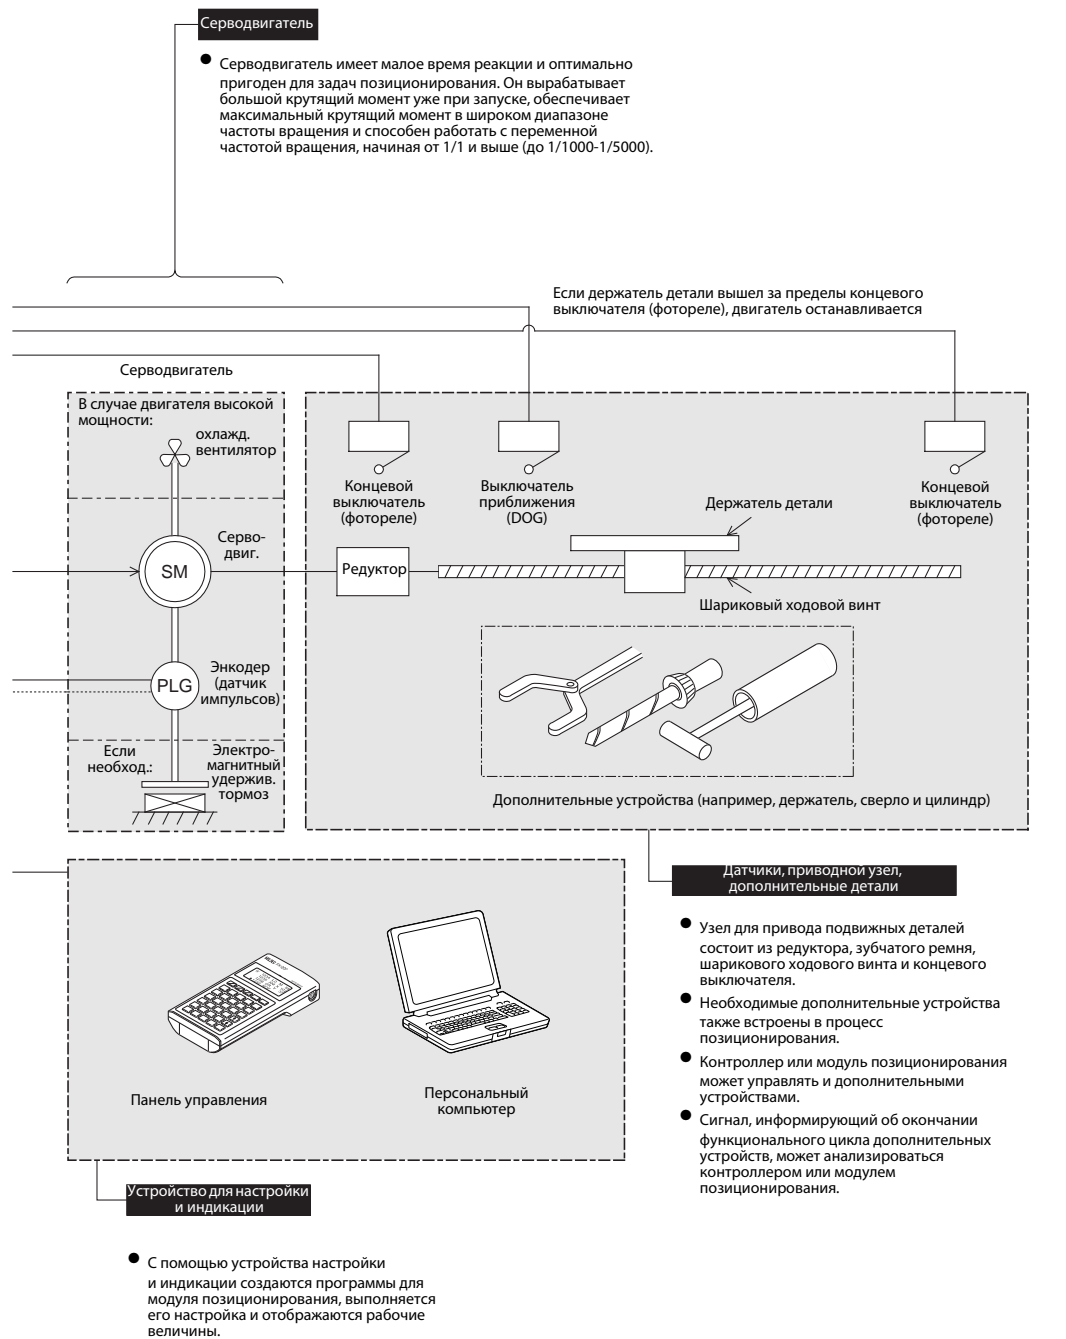 Серводвигатель
● Серводвигатель имеет малое время реакции и оптимально
пригоден для задач позиционирования. Он вырабатывает
большой крутящий момент уже при запуске, обеспечивает
максимальный крутящий момент в широком диапазоне
частоты вращения и способен работать с переменной
частотой вращения, начиная от 1/1 и выше (до 1/1000-1/5000).
Если держатель детали вышел за пределы концевого
выключателя (фотореле), двигатель останавливается
Серводвигатель
В случае двигателя высокой
мощности:
охлажд.
вентилятор
Серво-
двиг.
SM
Энкодер
(датчик
импульсов)
PLG
Если
необход.:
Электро-
магнитный
удержив.
тормоз
Концевой
выключатель
(фотореле)
Выключатель
приближения
(DOG)
Концевой
выключатель
(фотореле)
Держатель детали
Редуктор
Шариковый ходовой винт
Дополнительные устройства (например, держатель, сверло и цилиндр)
Датчики, приводной узел,
дополнительные детали
● Узел для привода подвижных деталей
состоит из редуктора, зубчатого ремня,
шарикового ходового винта и концевого
выключателя.
● Необходимые дополнительные устройства
также встроены в процесс
позиционирования.
● Контроллер или модуль позиционирования
может управлять и дополнительными
устройствами.
● Сигнал, информирующий об окончании
функционального цикла дополнительных
устройств, может анализироваться
контроллером или модулем
позиционирования.
Панель управления
Персональный
компьютер
Устройство для настройки
и индикации
● С помощью устройства настройки
и индикации создаются программы для
модуля позиционирования, выполняется
его настройка и отображаются рабочие
величины.